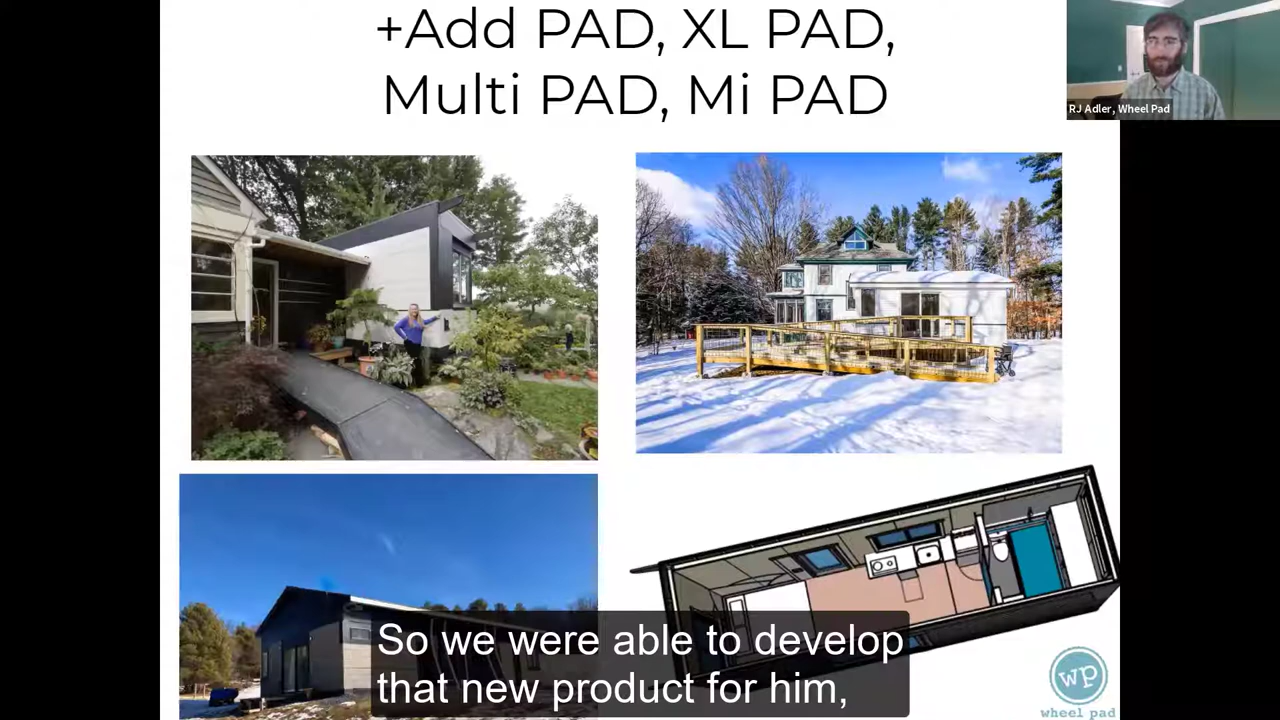 +Add PAD, XL PAD,
Multi PAD, Mi PAD
RJ Adler, Wheel Pad
So we were able to develop
that new product for him,
wp
wheel pad